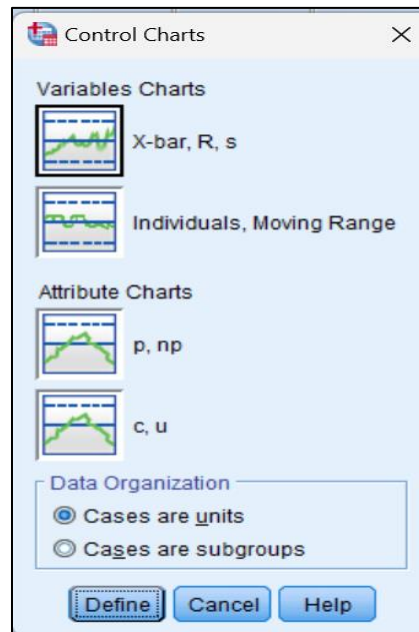 Control Charts
Variables Charts
X-bar, R, s
Individuals, Moving Range
Attribute Charts
p, np
c, u
Data Organization
Cases are units
Cases are subgroups
Define Cancel Help